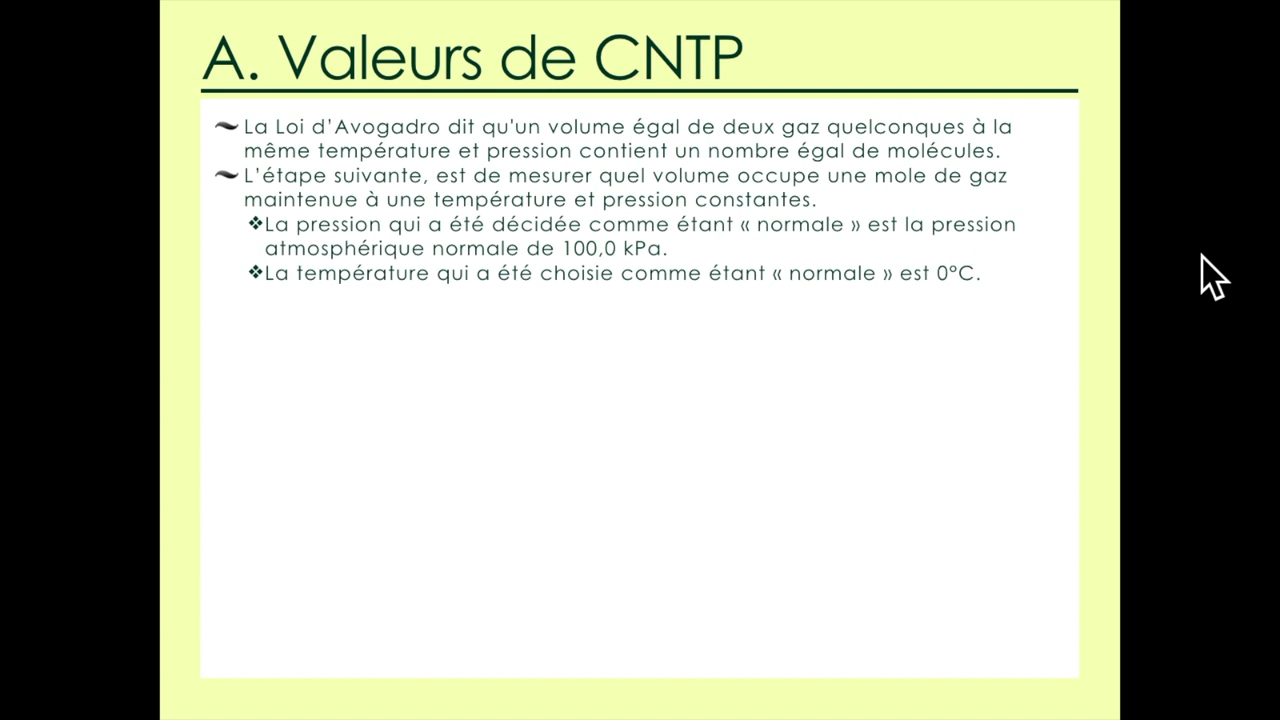 A. Valeurs de CNTP
La Loi d’Avogadro dit qu'un volume égal de deux gaz quelconques à la
même température et pression contient un nombre égal de molécules.
L’étape suivante, est de mesurer quel volume occupe une mole de gaz
maintenue à une température et pression constantes.
❖La pression qui a été décidée comme étant « normale » est la pression
atmosphérique normale de 100,0 kPa.
❖La température qui a été choisie comme étant « normale » est 0°C.